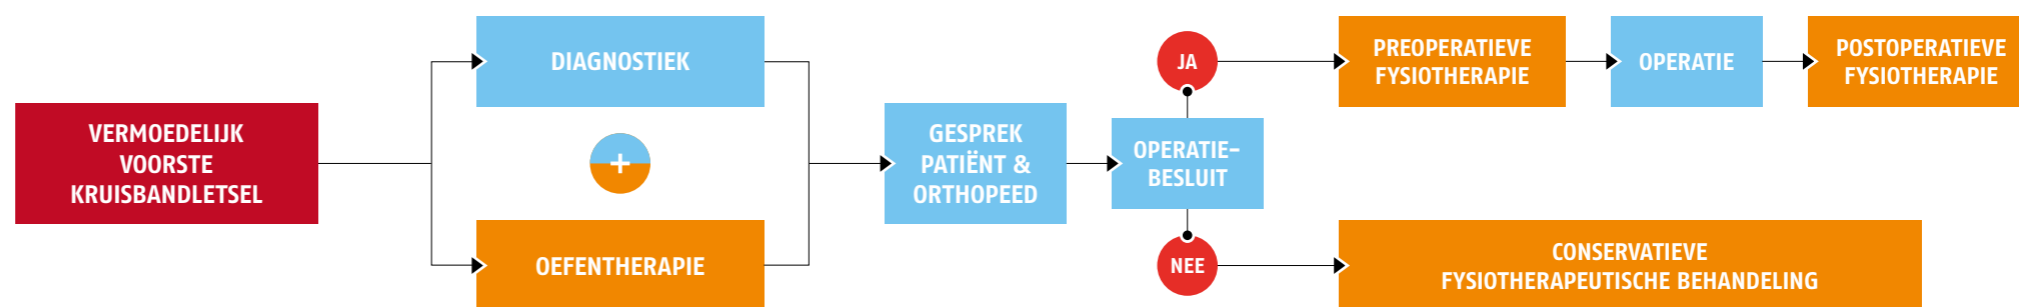 VERMOEDELIJK
VOORSTE
KRUISBANDLETSEL
DIAGNOSTIEK
+
OEFENTHERAPIE
GESPREK
PATIËNT &
ORTHOPEED
OPERATIE-
BESLUIT
JA
PREOPERATIEVE
FYSIOTHERAPIE
OPERATIE
POSTOPERATIEVE
FYSIOTHERAPIE
NEE
CONSERVATIEVE
FYSIOTHERAPEUTISCHE BEHANDELING